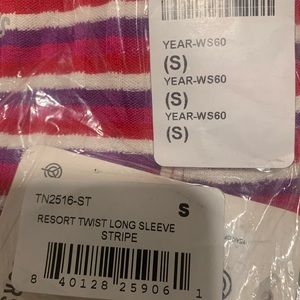 YEAR-WS60
(S)
YEAR-WS60
(S)
YEAR-WS60
(S)
TN2516-ST
S
RESORT TWIST LONG SLEEVE
STRIPE
8 40128 25906 1